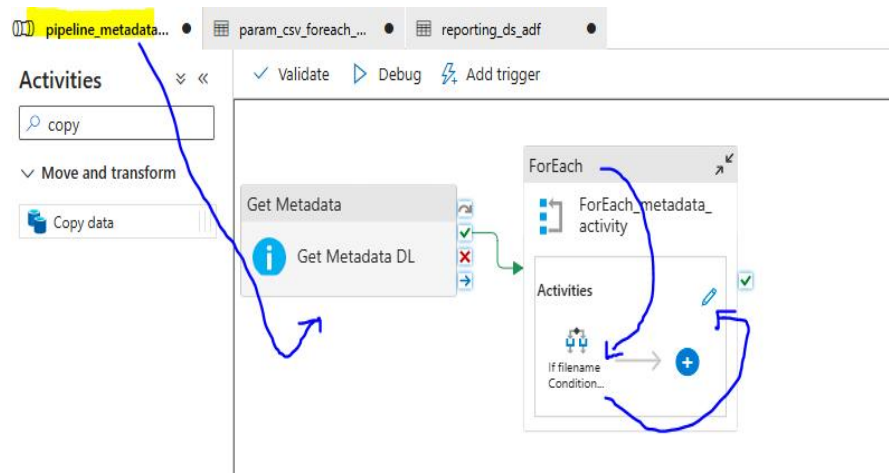 pipeline_metadata...
param_csv_foreach_...
reporting_ds_adf
Activities
Validate
Debug
Add trigger
copy
Move and transform
Copy data
Get Metadata
Get Metadata DL
ForEach
ForEach_metadata_
activity
Activities
If filename
Condition...